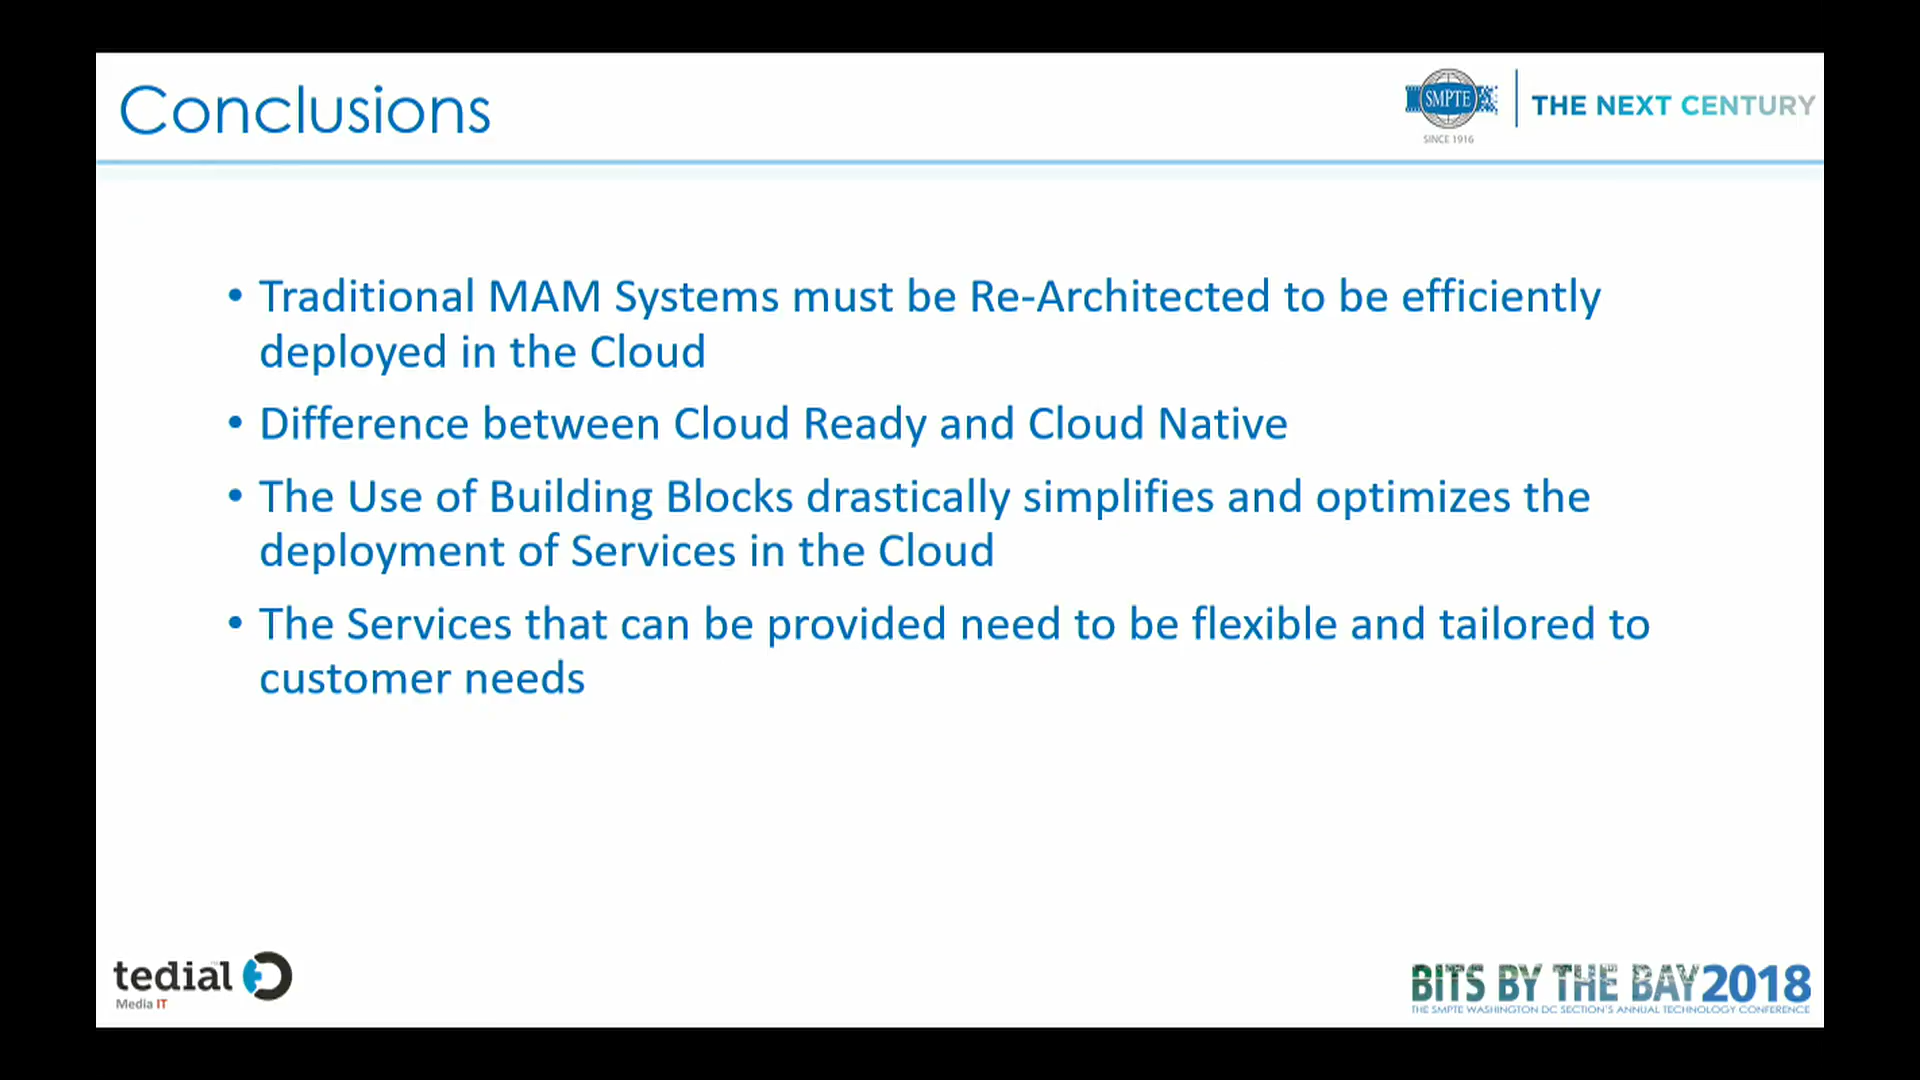 Conclusions
SMPTE
SINCE 1916
THE NEXT CENTURY
• Traditional MAM Systems must be Re-Architected to be efficiently
deployed in the Cloud
• Difference between Cloud Ready and Cloud Native
• The Use of Building Blocks drastically simplifies and optimizes the
deployment of Services in the Cloud
• The Services that can be provided need to be flexible and tailored to
customer needs
tedial
Media IT
BITS BY THE BAY 2018
THE SMPTE WASHINGTON DC SECTION'S ANNUAL TECHNOLOGY CONFERENCE